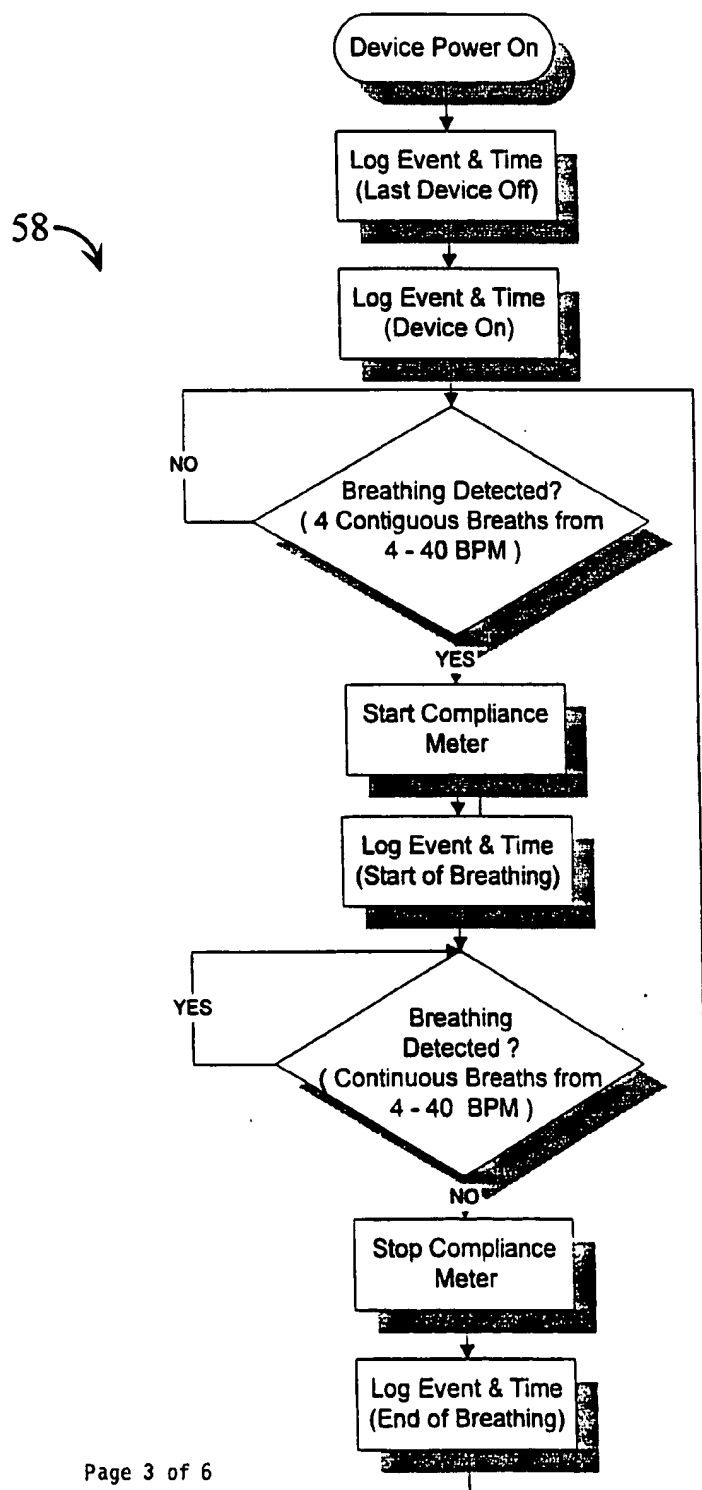 Device Power On
Log Event & Time
(Last Device Off)
58
Log Event & Time
(Device On)
NO
Breathing Detected?
( 4 Contiguous Breaths from
4 - 40 BPM )
YES
Start Compliance
Meter
Log Event & Time
(Start of Breathing)
YES
Breathing
Detected ?
( Continuous Breaths from
4 - 40 BPM )
NO
Stop Compliance
Meter
Log Event & Time
(End of Breathing)
Page 3 of 6